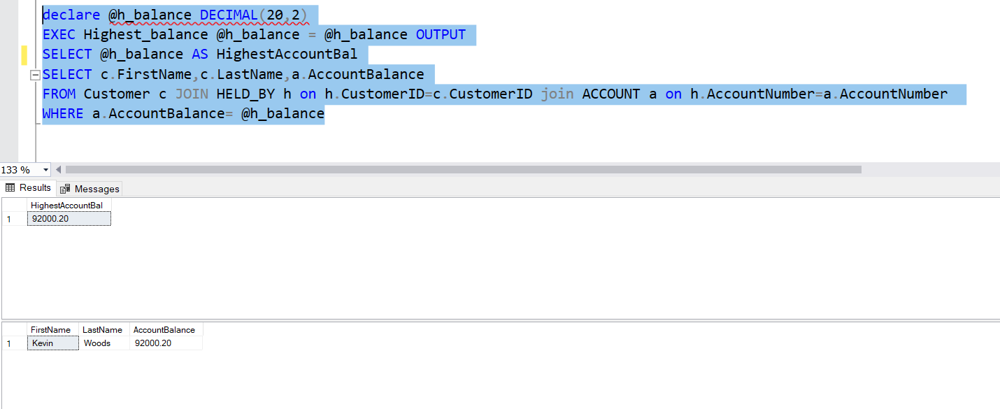 declare @h_balance DECIMAL(20,2)
EXEC Highest_balance @h_balance = @h_balance OUTPUT
SELECT @h_balance AS HighestAccountBal
SELECT c.FirstName,c.LastName,a.AccountBalance
FROM Customer c JOIN HELD_BY h on h.CustomerID=c.CustomerID join ACCOUNT a on h.AccountNumber=a.AccountNumber
WHERE a.AccountBalance= @h_balance
133 %
Results Messages
HighestAccountBal
1 92000.20
FirstName LastName AccountBalance
1 Kevin Woods 92000.20